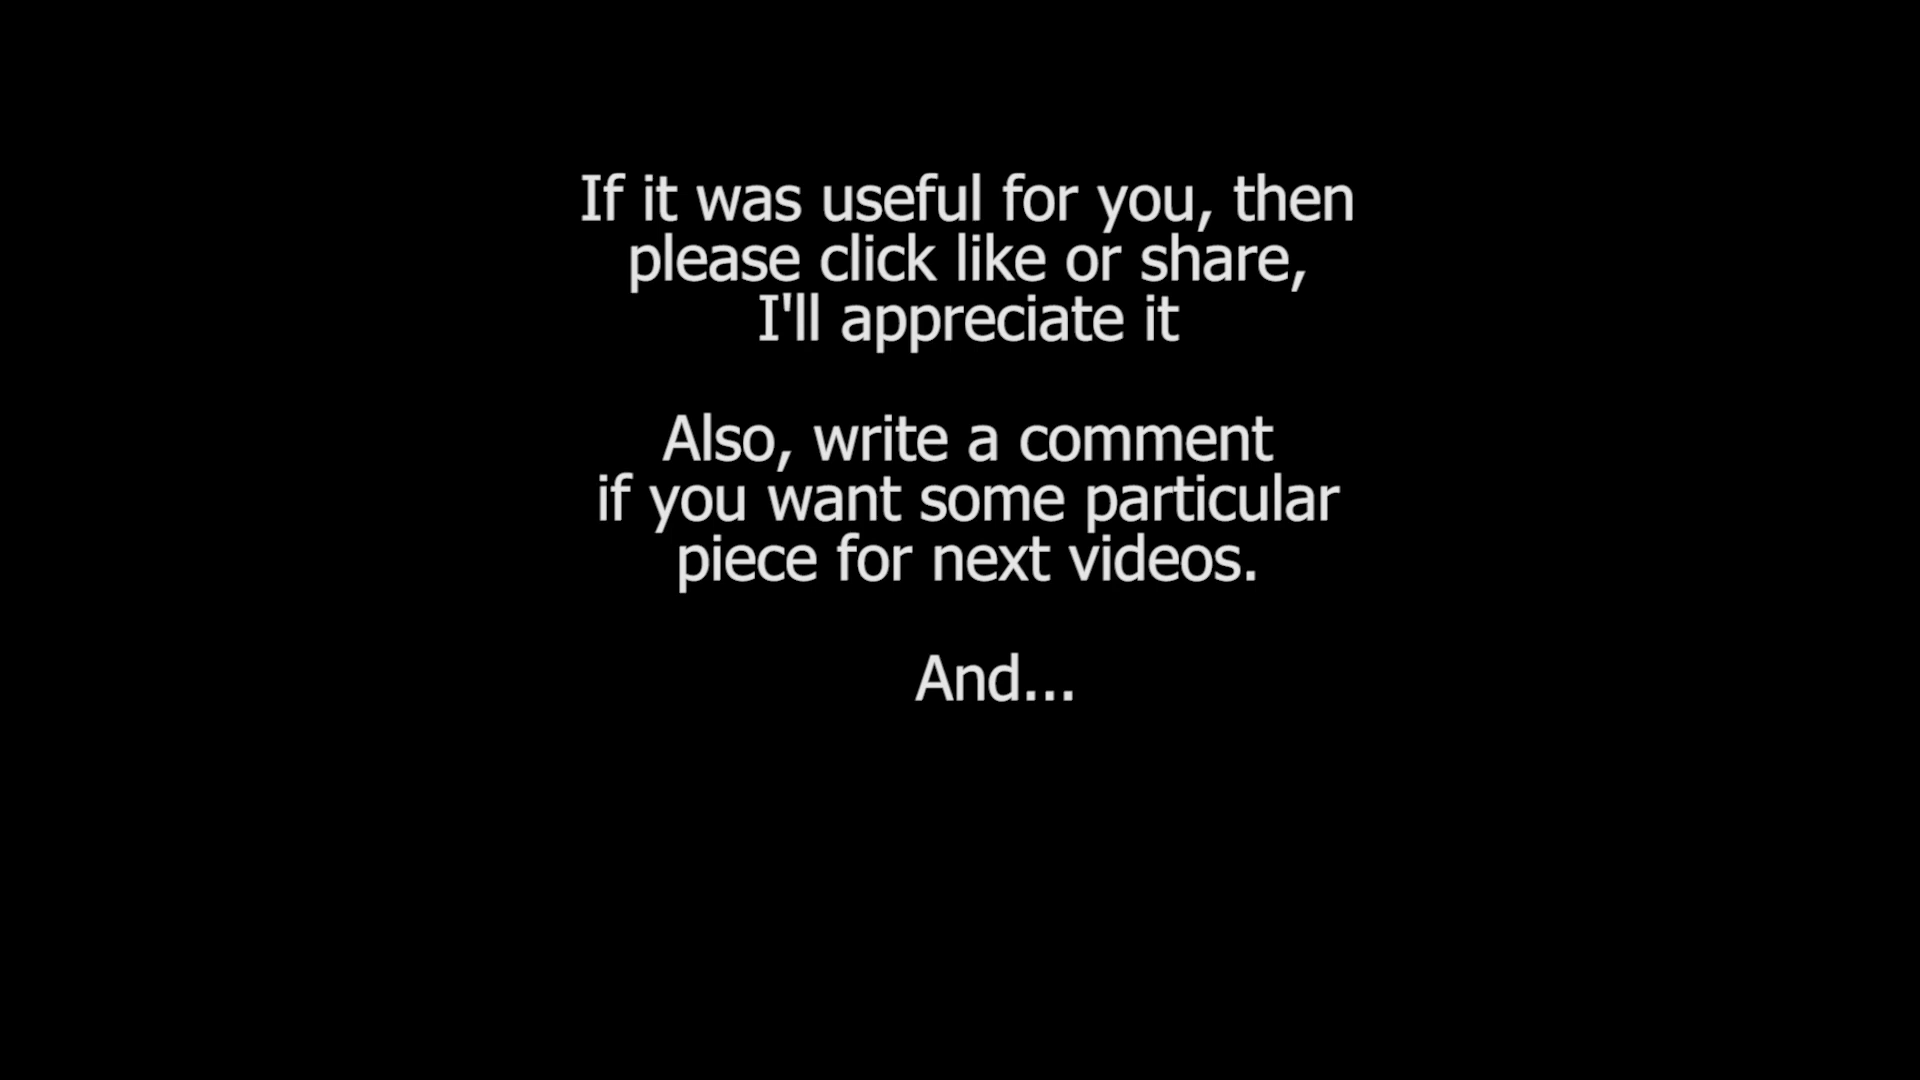 If it was useful for you, then
please click like or share,
I'll appreciate it
Also, write a comment
if you want some particular
piece for next videos.
And...